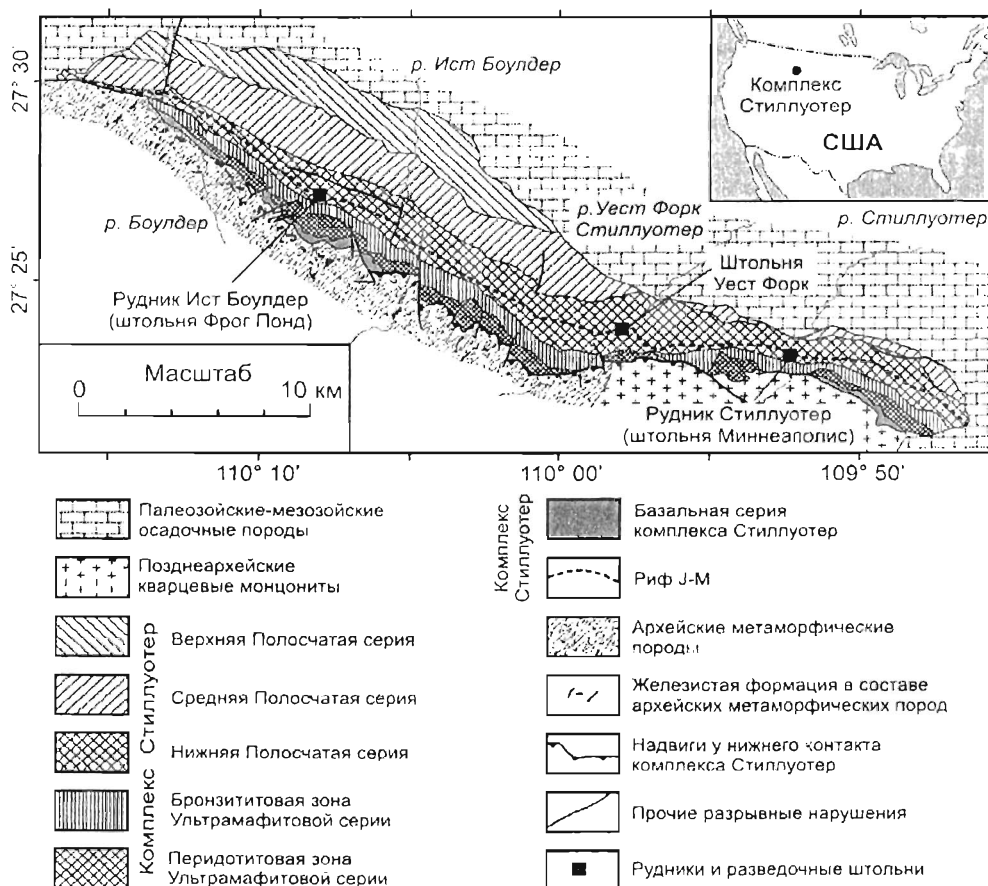 27° 30'
27° 25'
р. Ист Боулдер
Комплекс
Стиллуотер
США
р. Боулдер
р. Уест Форк
Стиллуотер
р. Стиллуотер
Штольня
Уест Форк
Рудник Ист Боулдер
(штольня Фрог Понд)
Масштаб
0 10 км
Рудник Стиллуотер
(штольня Миннеаполис)
110° 10' 110° 00' 109° 50'
Палеозойские-мезозойские
осадочные породы
Позднеархейские
кварцевые монцониты
Комплекс Стиллуотер
Верхняя Полосчатая серия
Средняя Полосчатая серия
Нижняя Полосчатая серия
Бронзититовая зона
Ультрамафитовой серии
Перидотитовая зона
Ультрамафитовой серии
Комплекс
Стиллуотер
Базальная серия
комплекса Стиллуотер
Риф J-M
Архейские метаморфические
породы
Железистая формация в составе
архейских метаморфических пород
Надвиги у нижнего контакта
комплекса Стиллуотер
Прочие разрывные нарушения
Рудники и разведочные штольни